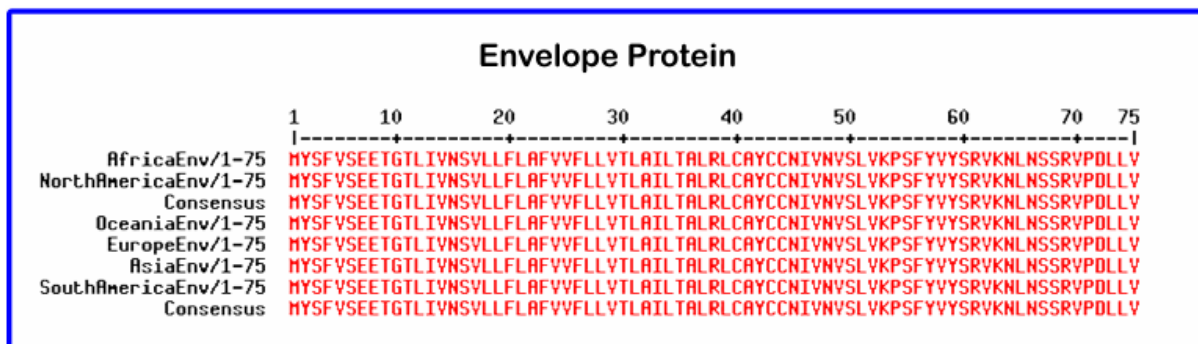 Envelope Protein
1 10 20 30 40 50 60 70 75
|--------+---------+---------+---------+---------+---------+---------+----|
AfricaEnv/1-75 MYSFVSEETGTLIVNSVLLFLAFVVFLLVTLAILTALRLCAYCCNIVNVSLVKPSFYVYSRVKNLNSSRVPDLLV
NorthAmericaEnv/1-75 MYSFVSEETGTLIVNSVLLFLAFVVFLLVTLAILTALRLCAYCCNIVNVSLVKPSFYVYSRVKNLNSSRVPDLLV
Consensus MYSFVSEETGTLIVNSVLLFLAFVVFLLVTLAILTALRLCAYCCNIVNVSLVKPSFYVYSRVKNLNSSRVPDLLV
OceaniaEnv/1-75 MYSFVSEETGTLIVNSVLLFLAFVVFLLVTLAILTALRLCAYCCNIVNVSLVKPSFYVYSRVKNLNSSRVPDLLV
EuropeEnv/1-75 MYSFVSEETGTLIVNSVLLFLAFVVFLLVTLAILTALRLCAYCCNIVNVSLVKPSFYVYSRVKNLNSSRVPDLLV
AsiaEnv/1-75 MYSFVSEETGTLIVNSVLLFLAFVVFLLVTLAILTALRLCAYCCNIVNVSLVKPSFYVYSRVKNLNSSRVPDLLV
SouthAmericaEnv/1-75 MYSFVSEETGTLIVNSVLLFLAFVVFLLVTLAILTALRLCAYCCNIVNVSLVKPSFYVYSRVKNLNSSRVPDLLV
Consensus MYSFVSEETGTLIVNSVLLFLAFVVFLLVTLAILTALRLCAYCCNIVNVSLVKPSFYVYSRVKNLNSSRVPDLLV